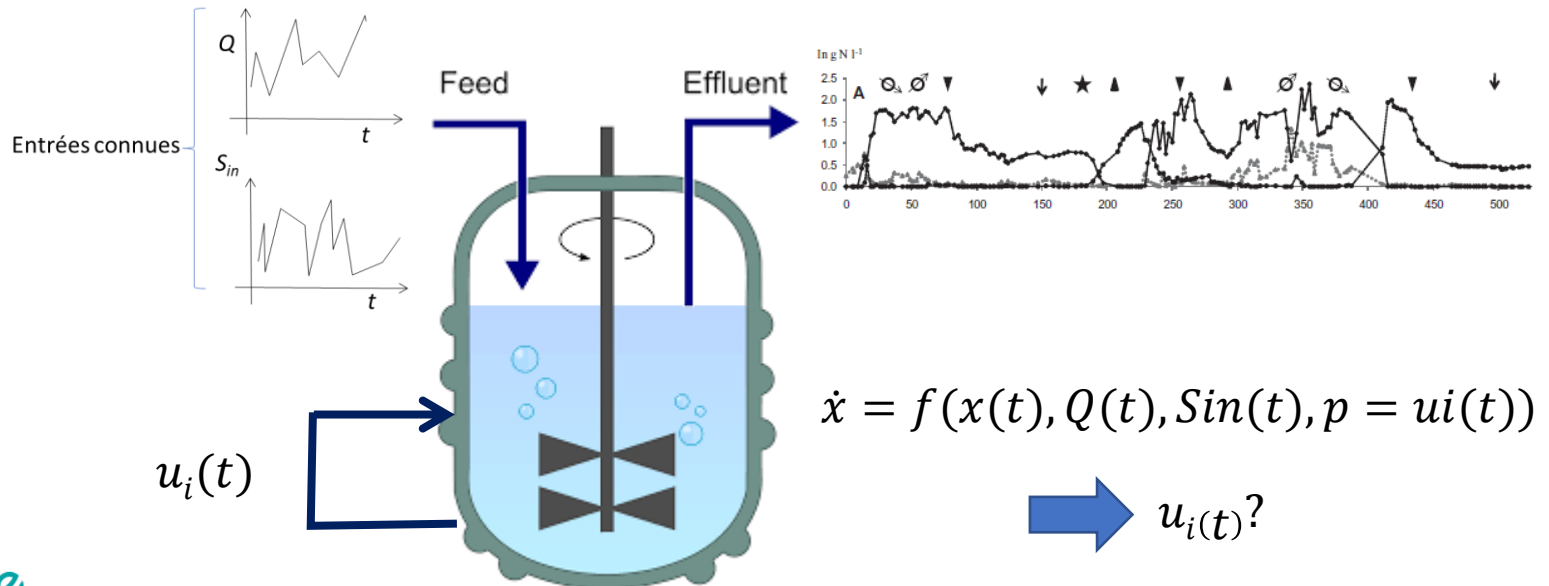 Entrées connues
Q
t
S_in
t
Feed
Effluent
In g N l⁻¹
A
2.5
2.0
1.5
1.0
0.5
0.0
0 50 100 150 200 250 300 350 400 450 500
u_i(t)
ẋ = f(x(t), Q(t), Sin(t), p = ui(t))
u_i(t)?